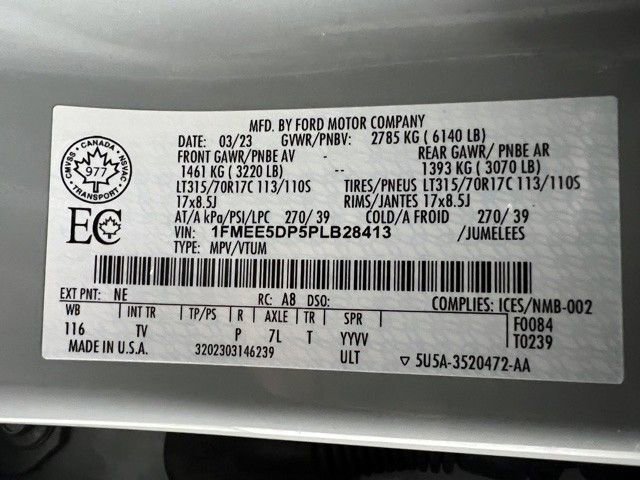 MFD. BY FORD MOTOR COMPANY
DATE: 03/23 GVWR/PNBV: 2785 KG ( 6140 LB)
FRONT GAWR/PNBE AV REAR GAWR/ PNBE AR
1461 KG ( 3220 LB) -- 1393 KG ( 3070 LB)
LT315/70R17C 113/110S TIRES/PNEUS LT315/70R17C 113/110S
17x8.5J RIMS/JANTES 17x8.5J
AT/A kPa/PSI/LPC 270/ 39 COLD/A FROID 270/ 39
VIN: 1FMEE5DP5PLB28413 /JUMELEES
TYPE: MPV/VTUM
CANADA
CMVSS NSVAC
977
TRANSPORT
EC
EXT PNT: NE RC: A8 DSO: COMPLIES: ICES/NMB-002
WB INT TR TP/PS R AXLE TR SPR F0084
116 TV P 7L T YYVV T0239
MADE IN U.S.A. 3202303146239 ULT 5U5A-3520472-AA